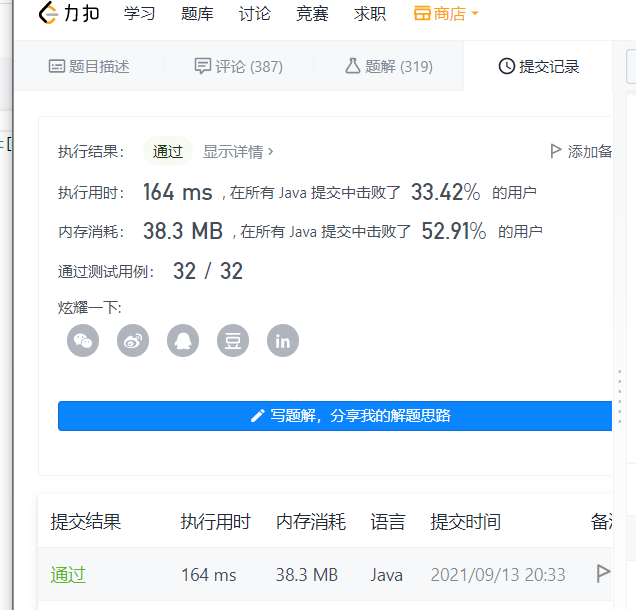 力扣 学习 题库 讨论 竞赛 求职 商店
题目描述 评论 (387) 题解 (319) 提交记录
执行结果： 通过 显示详情 > 添加备
执行用时： 164 ms , 在所有 Java 提交中击败了 33.42% 的用户
内存消耗： 38.3 MB , 在所有 Java 提交中击败了 52.91% 的用户
通过测试用例： 32 / 32
炫耀一下:
豆 in
写题解，分享我的解题思路
提交结果 执行用时 内存消耗 语言 提交时间
通过 164 ms 38.3 MB Java 2021/09/13 20:33